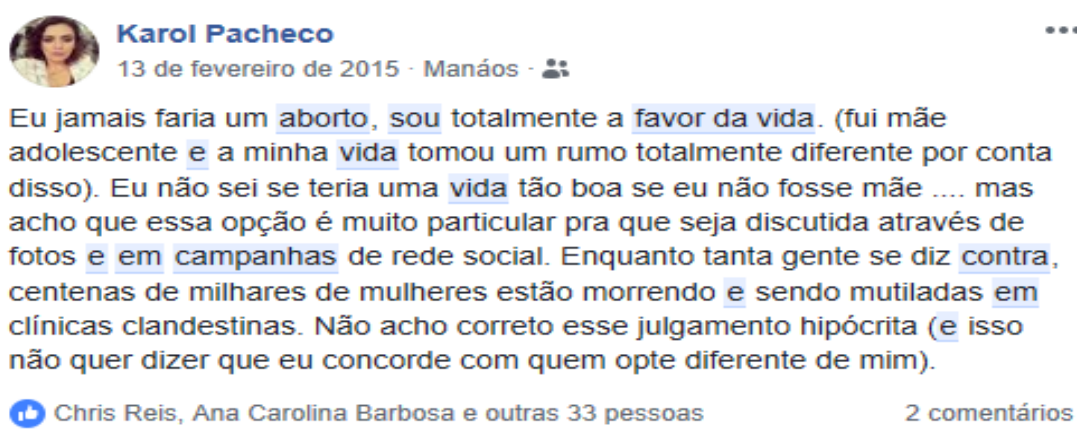 Karol Pacheco
13 de fevereiro de 2015 · Manáos ·
Eu jamais faria um aborto, sou totalmente a favor da vida. (fui mãe
adolescente e a minha vida tomou um rumo totalmente diferente por conta
disso). Eu não sei se teria uma vida tão boa se eu não fosse mãe .... mas
acho que essa opção é muito particular pra que seja discutida através de
fotos e em campanhas de rede social. Enquanto tanta gente se diz contra,
centenas de milhares de mulheres estão morrendo e sendo mutiladas em
clínicas clandestinas. Não acho correto esse julgamento hipócrita (e isso
não quer dizer que eu concorde com quem opte diferente de mim).
Chris Reis, Ana Carolina Barbosa e outras 33 pessoas 2 comentários